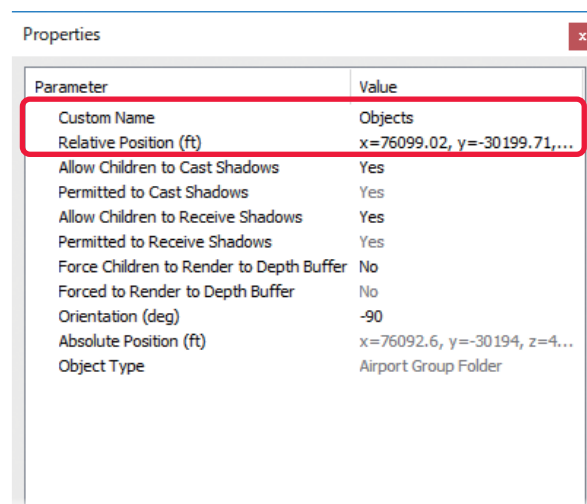 Properties
x
Parameter Value
Custom Name Objects
Relative Position (ft) x=76099.02, y=-30199.71,...
Allow Children to Cast Shadows Yes
Permitted to Cast Shadows Yes
Allow Children to Receive Shadows Yes
Permitted to Receive Shadows Yes
Force Children to Render to Depth Buffer No
Forced to Render to Depth Buffer No
Orientation (deg) -90
Absolute Position (ft) x=76092.6, y=-30194, z=4...
Object Type Airport Group Folder